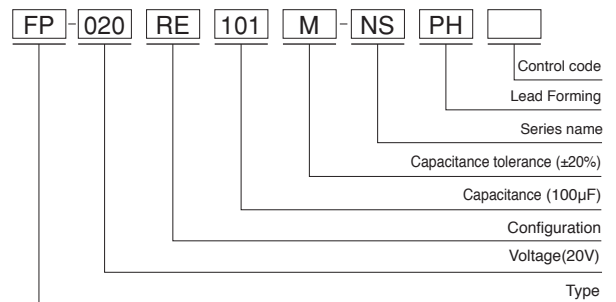 FP-020 RE 101 M-NS PH
Control code
Lead Forming
Series name
Capacitance tolerance (±20%)
Capacitance (100μF)
Configuration
Voltage(20V)
Type